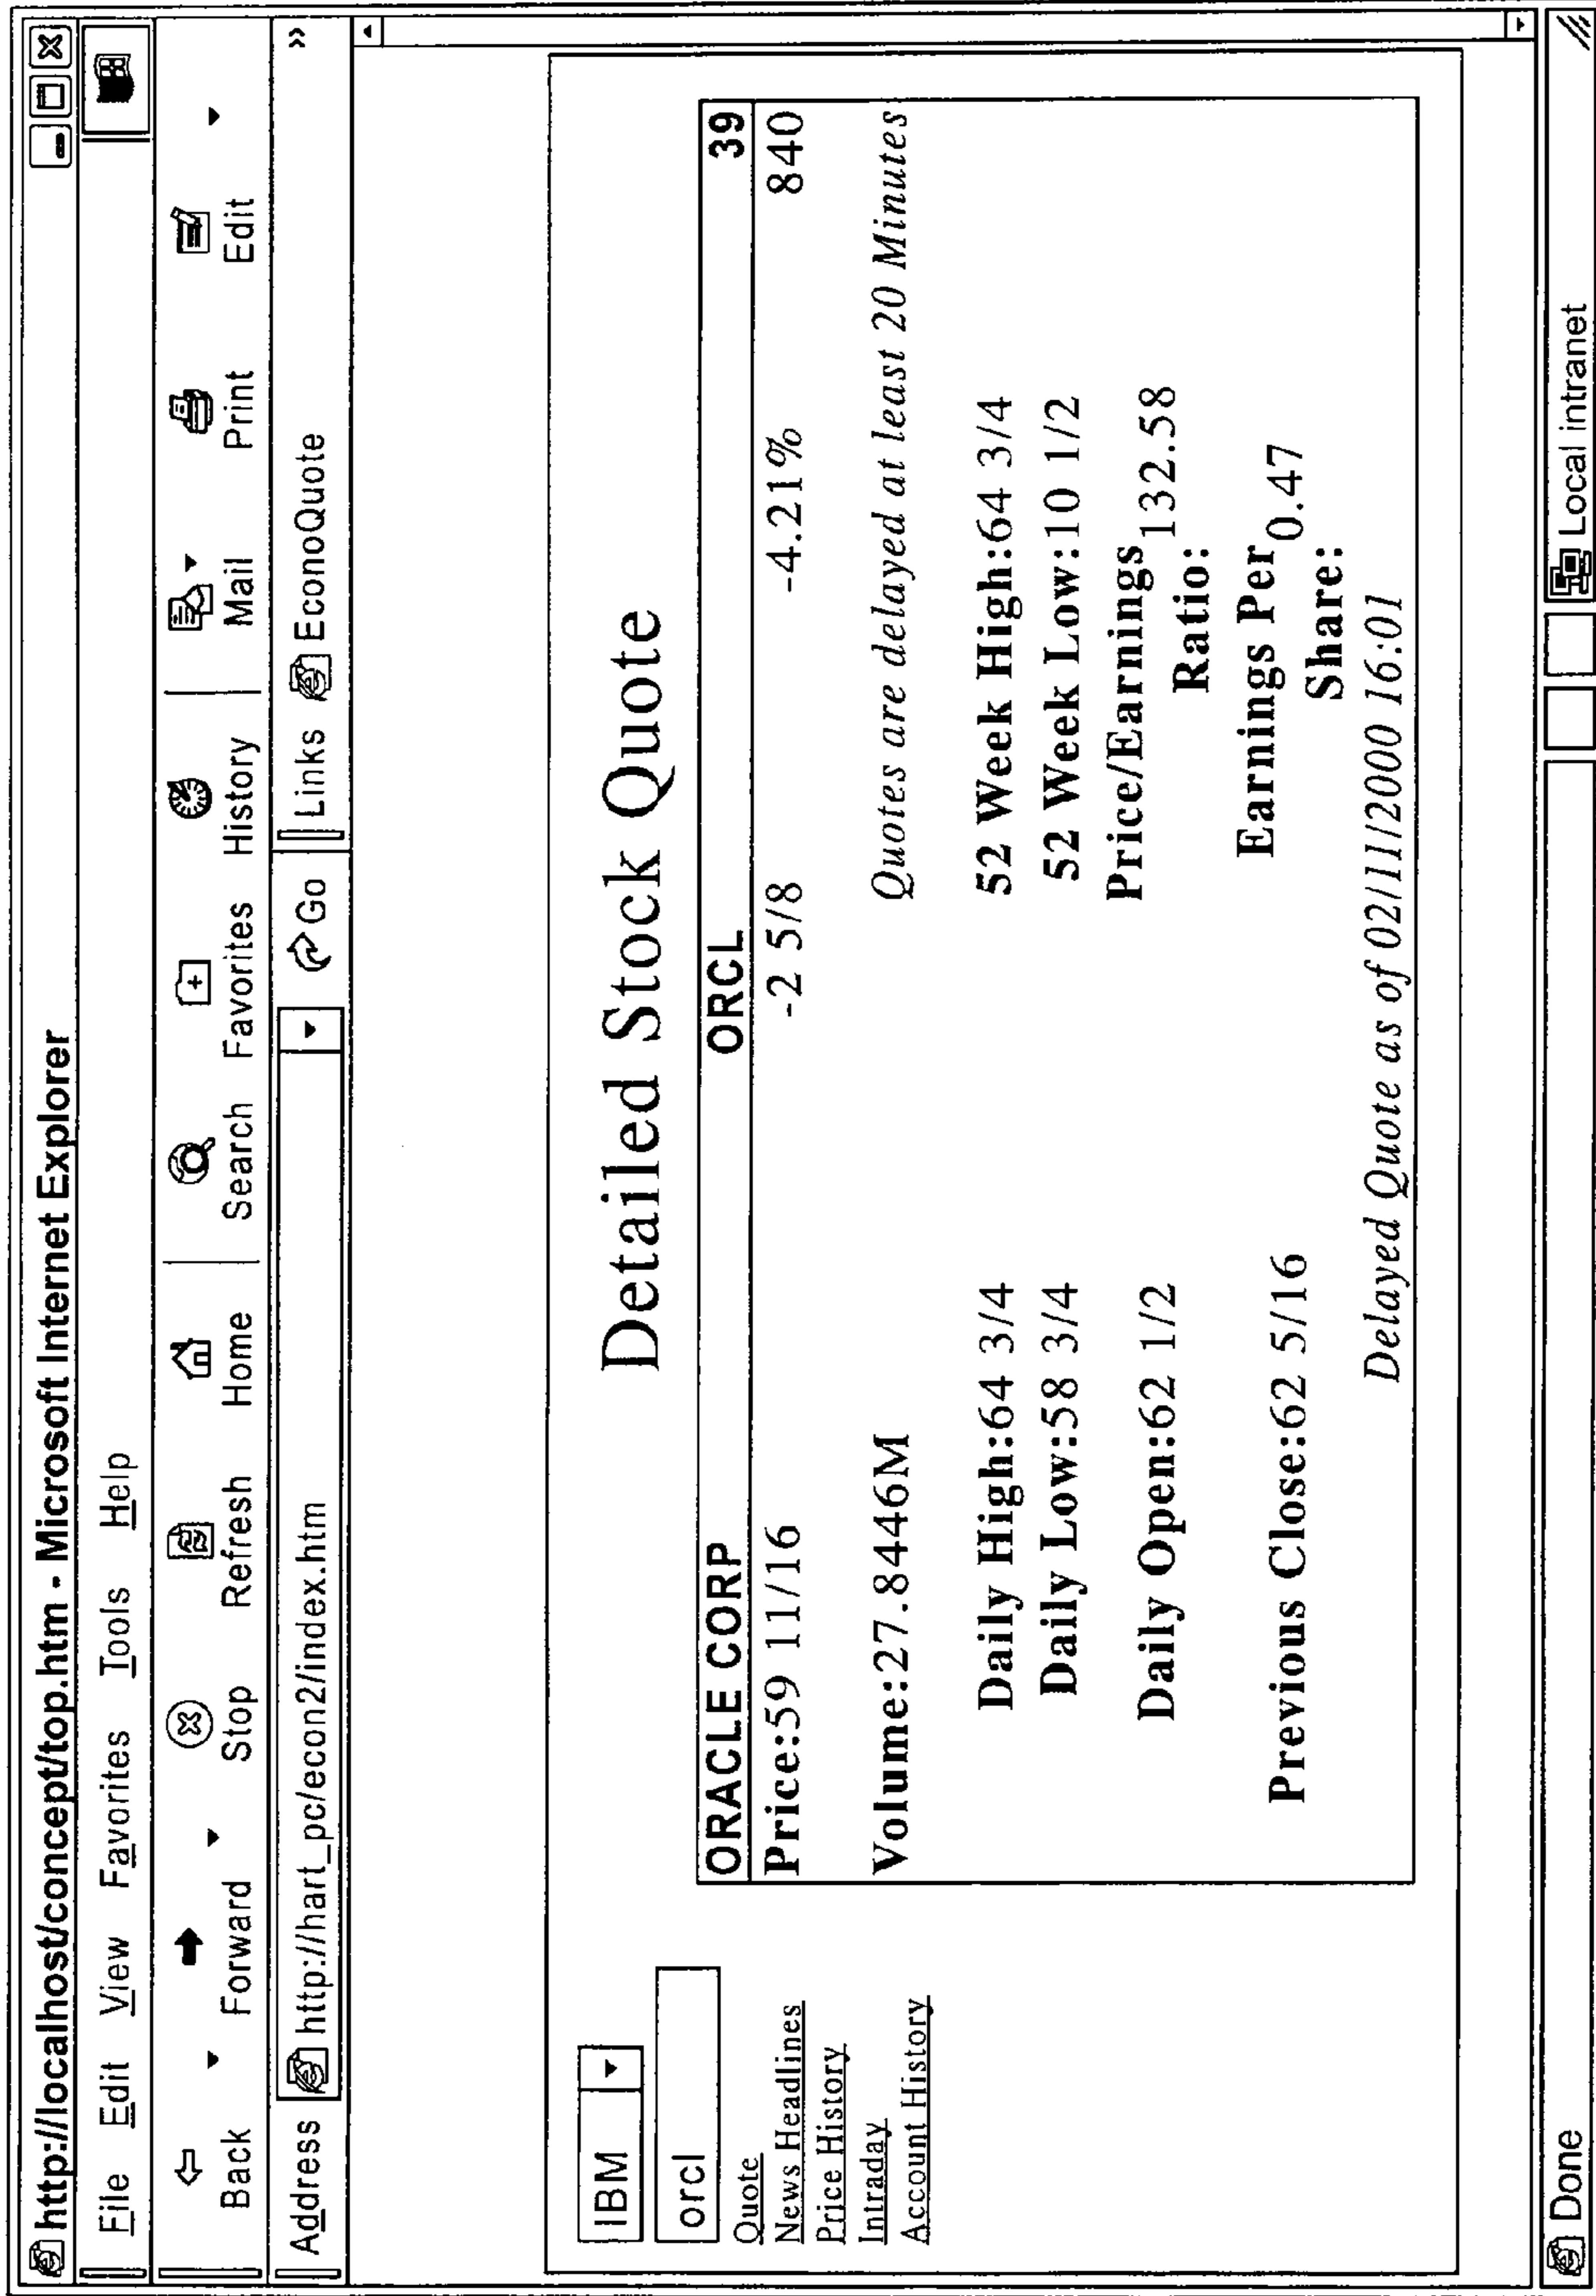 http://localhost/concept/top.htm - Microsoft Internet Explorer
File Edit View Favorites Tools Help
Back Forward Stop Refresh Home Search Favorites History Mail Print Edit
Address http://hart_pc/econ2/index.htm Go Links EconoQuote »
IBM
orcl
Quote
News Headlines
Price History
Intraday
Account History
Detailed Stock Quote
ORACLE CORP ORCL 39
Price:59 11/16 -2 5/8 -4.21% 840
Volume:27.8446M Quotes are delayed at least 20 Minutes
Daily High:64 3/4 52 Week High:64 3/4
Daily Low:58 3/4 52 Week Low:10 1/2
Daily Open:62 1/2 Price/Earnings Ratio: 132.58
Previous Close:62 5/16 Earnings Per Share: 0.47
Delayed Quote as of 02/11/2000 16:01
Done Local intranet